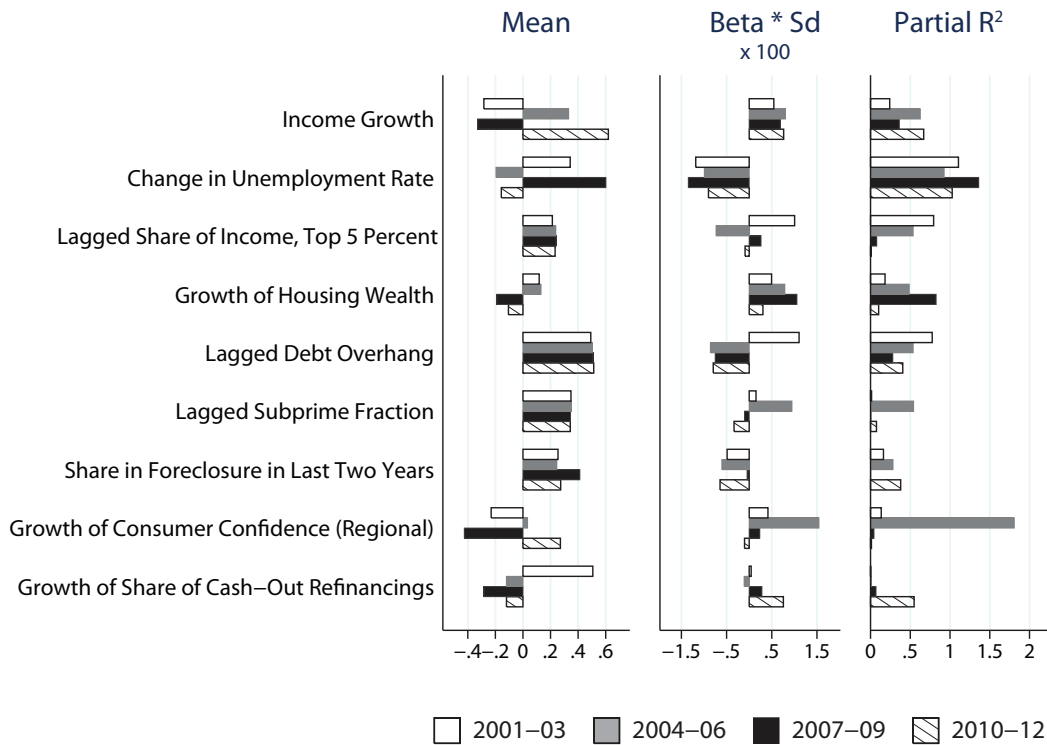 Mean Beta * Sd Partial R²
x 100
Income Growth
Change in Unemployment Rate
Lagged Share of Income, Top 5 Percent
Growth of Housing Wealth
Lagged Debt Overhang
Lagged Subprime Fraction
Share in Foreclosure in Last Two Years
Growth of Consumer Confidence (Regional)
Growth of Share of Cash−Out Refinancings
−.4 −.2 0 .2 .4 .6 −1.5 −.5 .5 1.5 0 .5 1 1.5 2
2001−03 2004−06 2007−09 2010−12